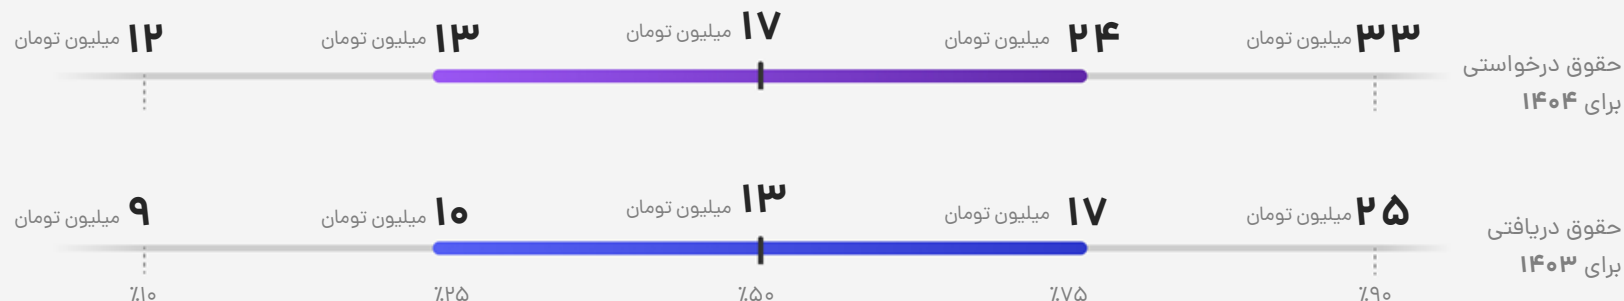 حقوق درخواستی
برای ۱۴۰۴
۳۳ میلیون تومان
۲۴ میلیون تومان
۱۷ میلیون تومان
۱۳ میلیون تومان
۱۲ میلیون تومان
حقوق دریافتی
برای ۱۴۰۳
۲۵ میلیون تومان
۱۷ میلیون تومان
۱۳ میلیون تومان
۱۰ میلیون تومان
۹ میلیون تومان
٪۹۰
٪۷۵
٪۵۰
٪۲۵
٪۱۰